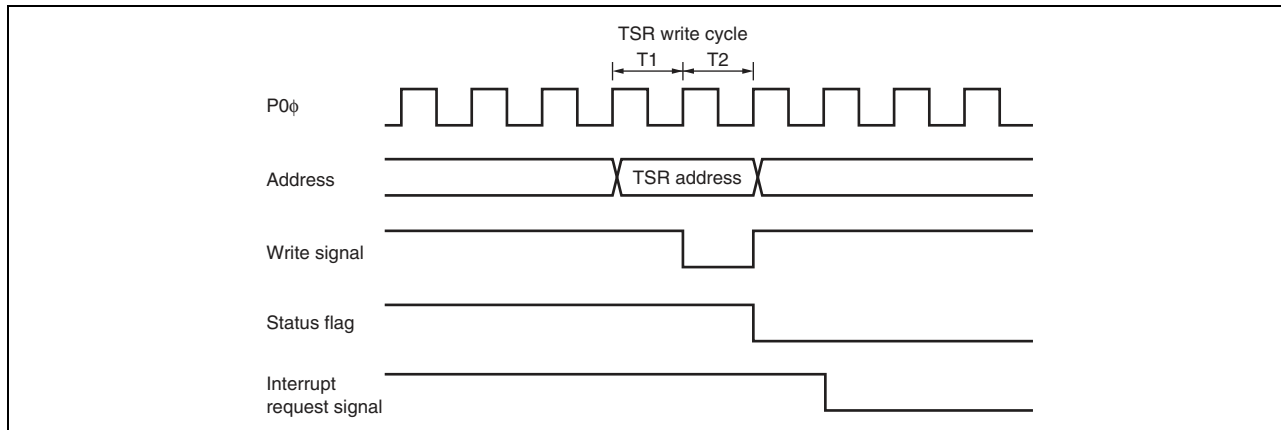 TSR write cycle
T1 T2
P0ϕ
Address
TSR address
Write signal
Status flag
Interrupt
request signal